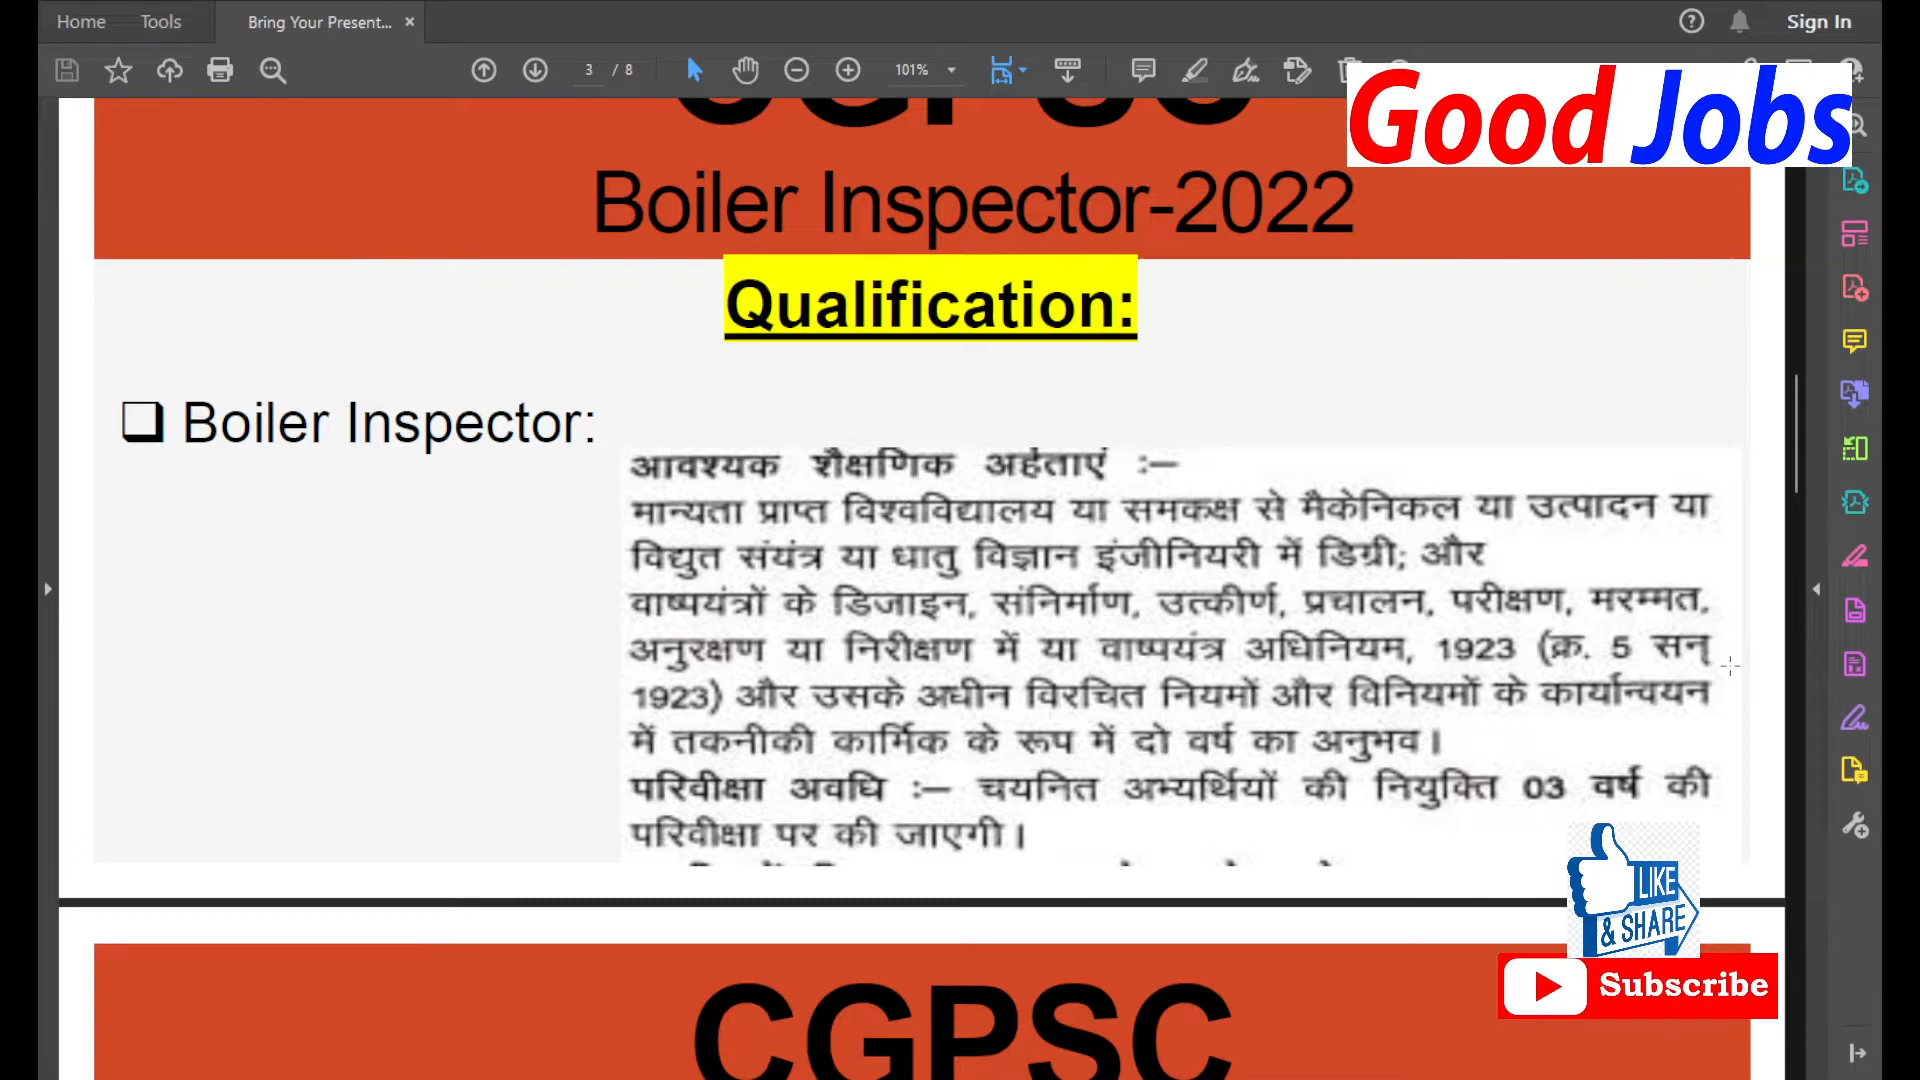 Home Tools Bring Your Present... × Sign In
3 / 8 101%
Good Jobs
Boiler Inspector-2022
Qualification:
Boiler Inspector:
आवश्यक शैक्षणिक अर्हताएं :–
मान्यता प्राप्त विश्वविद्यालय या समकक्ष से मैकेनिकल या उत्पादन या
विद्युत संयंत्र या धातु विज्ञान इंजीनियरी में डिग्री; और
वाष्पयंत्रों के डिजाइन, संनिर्माण, उत्कीर्ण, प्रचालन, परीक्षण, मरम्मत,
अनुरक्षण या निरीक्षण में या वाष्पयंत्र अधिनियम, 1923 (क्र. 5 सन्
1923) और उसके अधीन विरचित नियमों और विनियमों के कार्यान्वयन
में तकनीकी कार्मिक के रूप में दो वर्ष का अनुभव।
परिवीक्षा अवधि :– चयनित अभ्यर्थियों की नियुक्ति 03 वर्ष की
परिवीक्षा पर की जाएगी।
LIKE
& SHARE
Subscribe
CGPSC